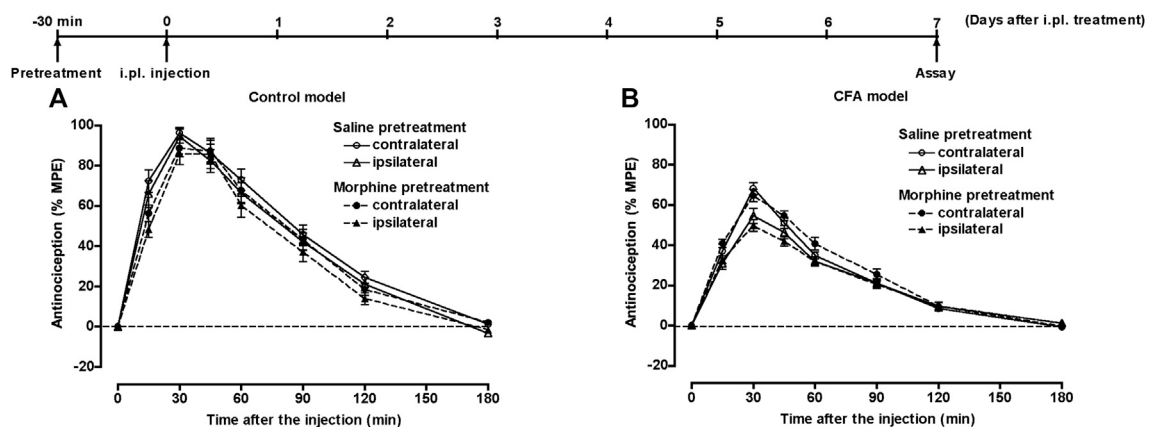 -30 min 0 1 2 3 4 5 6 7 (Days after i.pl. treatment)
Pretreatment i.pl. injection Assay
A Control model
Antinociception (% MPE)
100
80
60
40
20
0
-20
Saline pretreatment
contralateral
ipsilateral
Morphine pretreatment
contralateral
ipsilateral
0 30 60 90 120 150 180
Time after the injection (min)
B CFA model
Antinociception (% MPE)
100
80
60
40
20
0
-20
Saline pretreatment
contralateral
ipsilateral
Morphine pretreatment
contralateral
ipsilateral
0 30 60 90 120 150 180
Time after the injection (min)